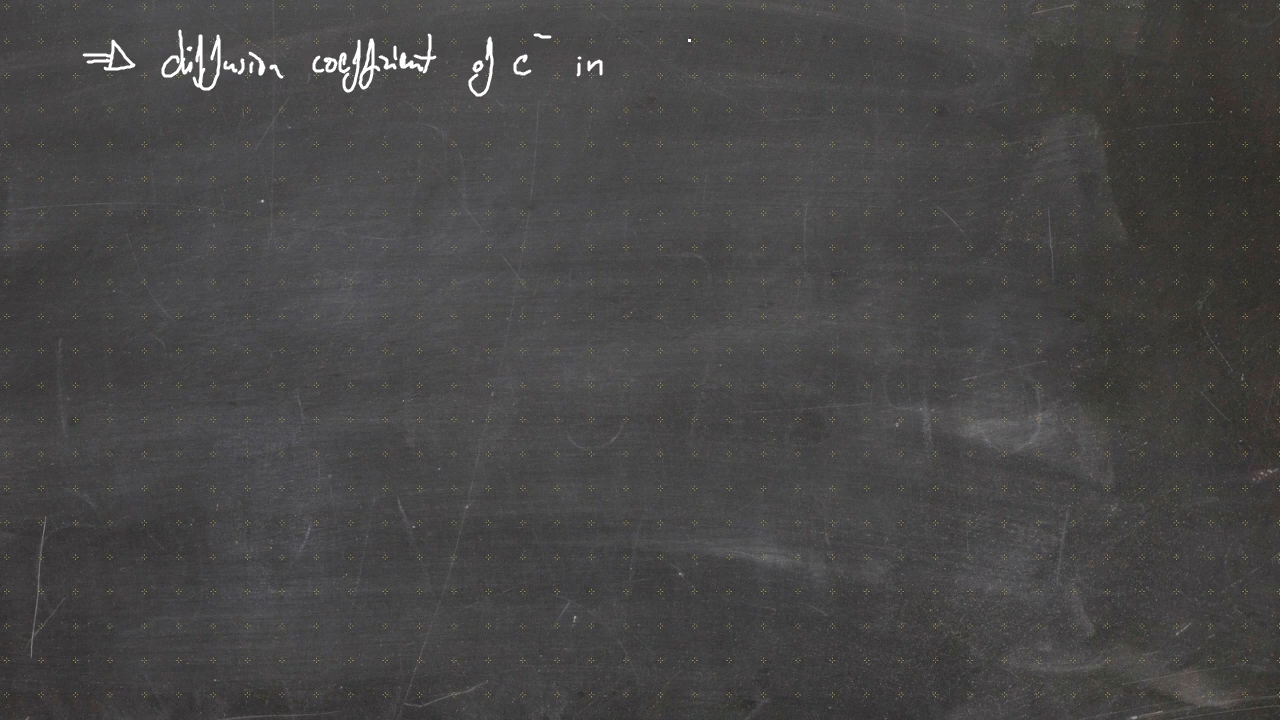 ⇒ diffusion coefficient of e⁻ in